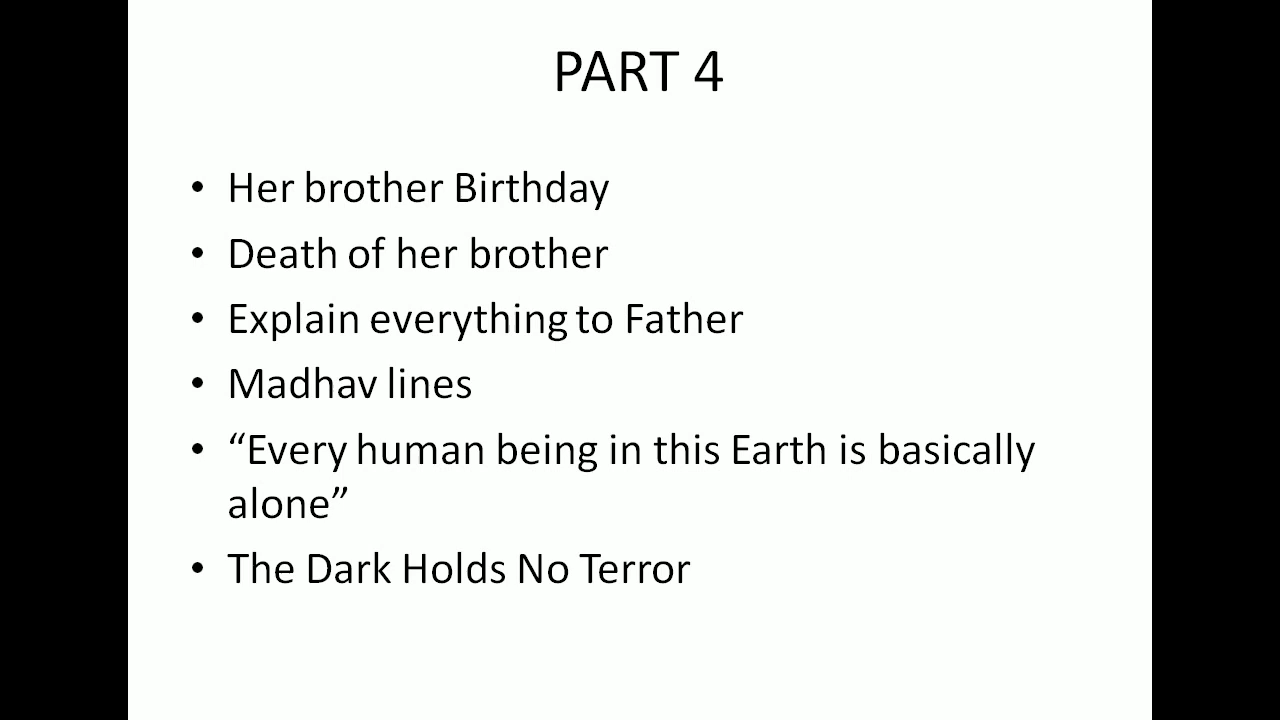 PART 4
• Her brother Birthday
• Death of her brother
• Explain everything to Father
• Madhav lines
• “Every human being in this Earth is basically
alone”
• The Dark Holds No Terror